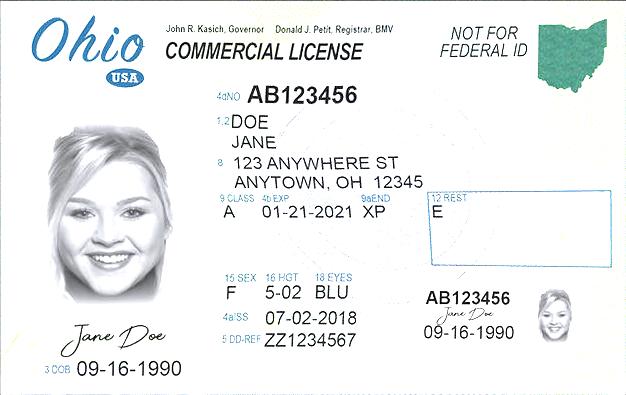 Ohio
USA
John R. Kasich, Governor Donald J. Petit, Registrar, BMV
COMMERCIAL LICENSE
NOT FOR
FEDERAL ID
4dNO AB123456
1,2 DOE
JANE
8 123 ANYWHERE ST
ANYTOWN, OH 12345
9 CLASS 4b EXP 9aEND 12 REST
A 01-21-2021 XP E
15 SEX 16 HGT 18 EYES
F 5-02 BLU
4aISS 07-02-2018
5 DD-REF ZZ1234567
Jane Doe
3 DOB 09-16-1990
AB123456
Jane Doe
09-16-1990